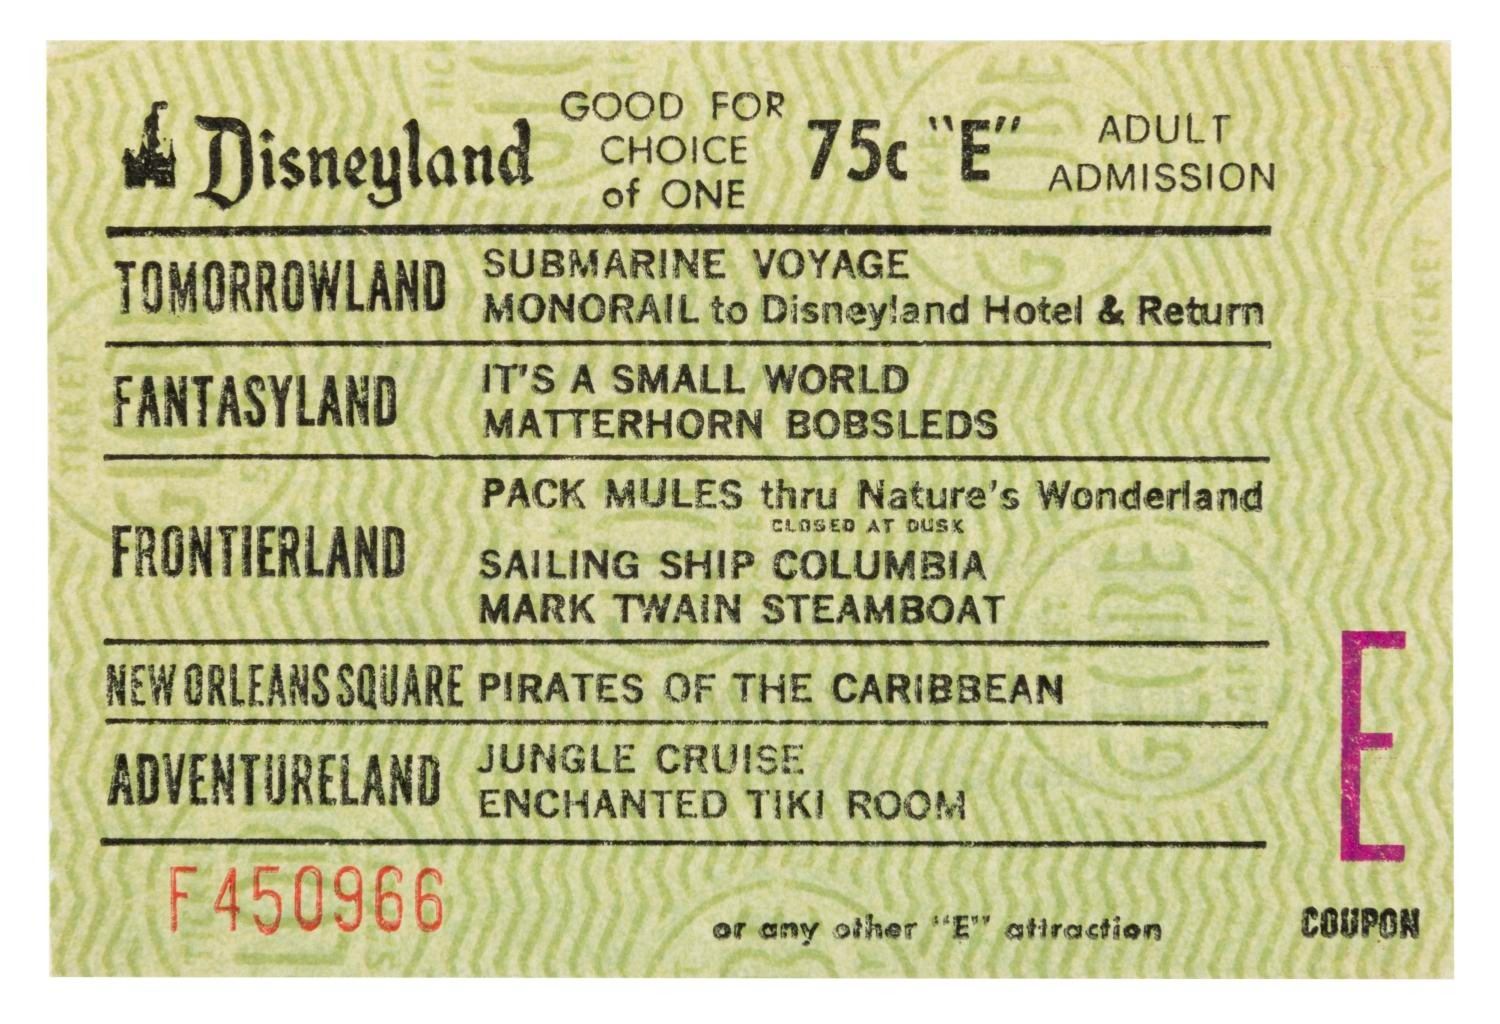 Disneyland GOOD FOR CHOICE of ONE 75c "E" ADULT ADMISSION
TOMORROWLAND
SUBMARINE VOYAGE
MONORAIL to Disneyland Hotel & Return
FANTASYLAND
IT'S A SMALL WORLD
MATTERHORN BOBSLEDS
FRONTIERLAND
PACK MULES thru Nature's Wonderland
CLOSED AT DUSK
SAILING SHIP COLUMBIA
MARK TWAIN STEAMBOAT
NEW ORLEANS SQUARE PIRATES OF THE CARIBBEAN
ADVENTURELAND
JUNGLE CRUISE
ENCHANTED TIKI ROOM
E
COUPON
F450966
or any other "E" attraction
TICKET
GLOBE
TICKET